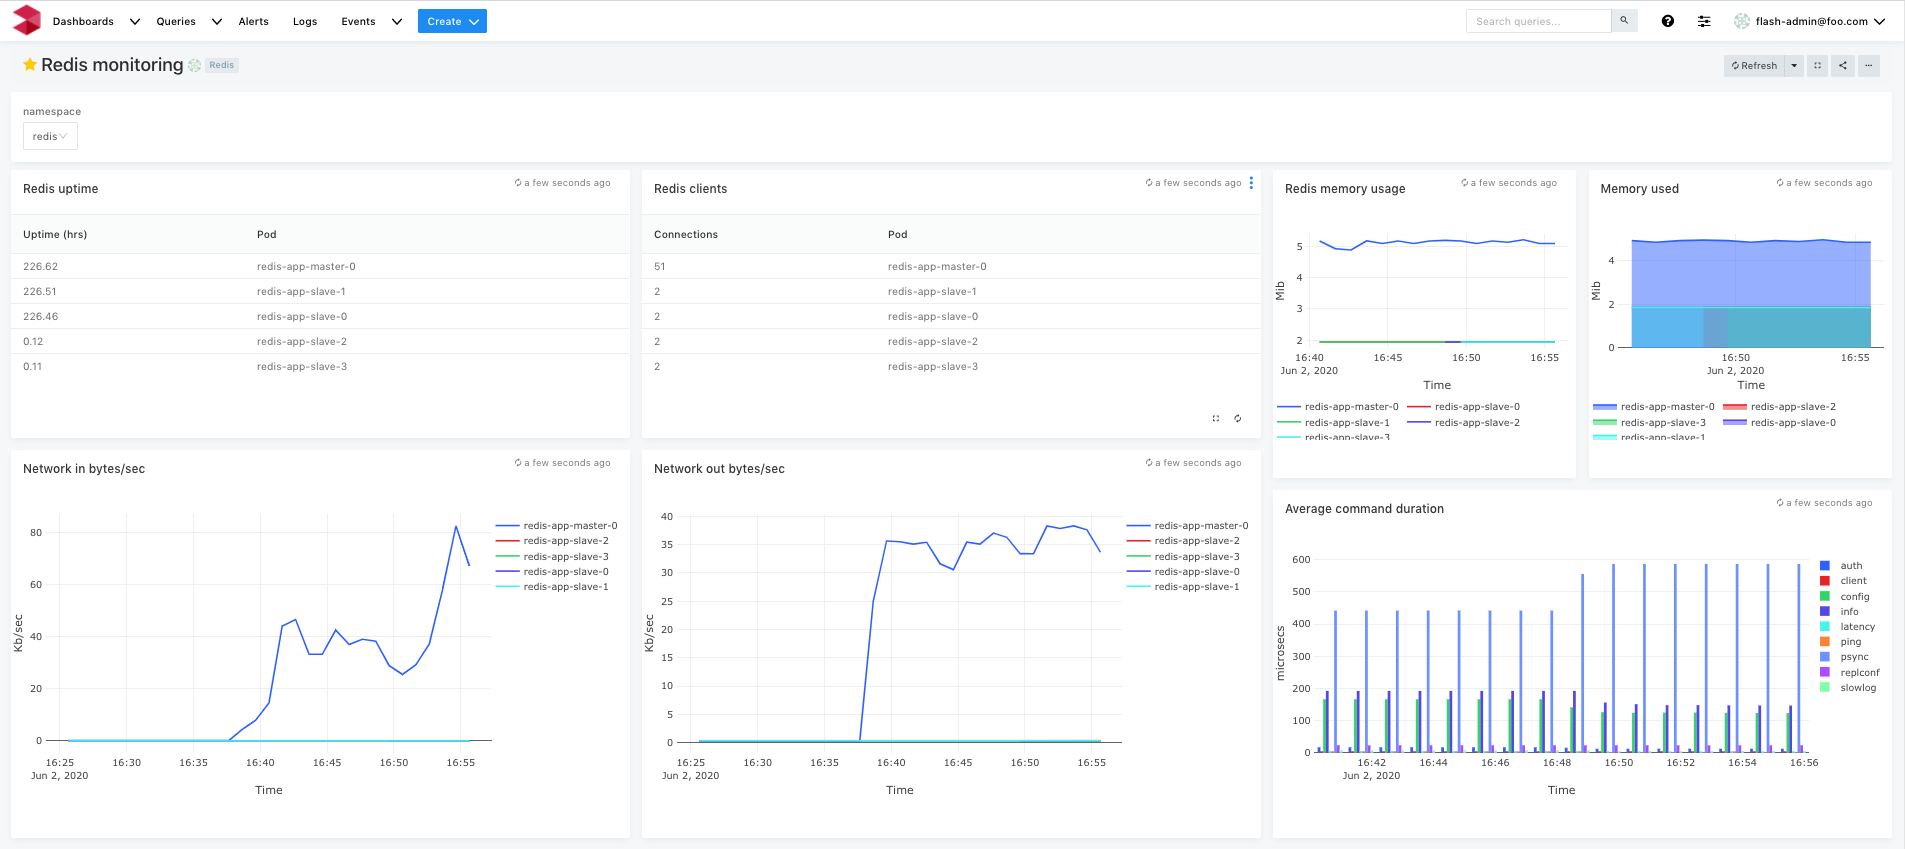 Dashboards Queries Alerts Logs Events Create Search queries... flash-admin@foo.com
Redis monitoring Redis Refresh
namespace
redis
Redis uptime a few seconds ago
Uptime (hrs) Pod
226.62 redis-app-master-0
226.51 redis-app-slave-1
226.46 redis-app-slave-0
0.12 redis-app-slave-2
0.11 redis-app-slave-3
Redis clients a few seconds ago
Connections Pod
51 redis-app-master-0
2 redis-app-slave-1
2 redis-app-slave-0
2 redis-app-slave-2
2 redis-app-slave-3
Redis memory usage a few seconds ago
5
4
3
2
Mib
16:40 16:45 16:50 16:55
Jun 2, 2020
Time
redis-app-master-0 redis-app-slave-0
redis-app-slave-1 redis-app-slave-2
redis-app-slave-3
Memory used a few seconds ago
4
2
0
Mib
16:50 16:55
Jun 2, 2020
Time
redis-app-master-0 redis-app-slave-2
redis-app-slave-3 redis-app-slave-0
redis-app-slave-1
Network in bytes/sec a few seconds ago
80
60
40
20
0
Kb/sec
16:25 16:30 16:35 16:40 16:45 16:50 16:55
Jun 2, 2020
Time
redis-app-master-0
redis-app-slave-2
redis-app-slave-3
redis-app-slave-0
redis-app-slave-1
Network out bytes/sec a few seconds ago
40
35
30
25
20
15
10
5
0
Kb/sec
16:25 16:30 16:35 16:40 16:45 16:50 16:55
Jun 2, 2020
Time
redis-app-master-0
redis-app-slave-2
redis-app-slave-3
redis-app-slave-0
redis-app-slave-1
Average command duration a few seconds ago
600
500
400
300
200
100
0
microsecs
16:42 16:44 16:46 16:48 16:50 16:52 16:54 16:56
Jun 2, 2020
Time
auth
client
config
info
latency
ping
psync
replconf
slowlog